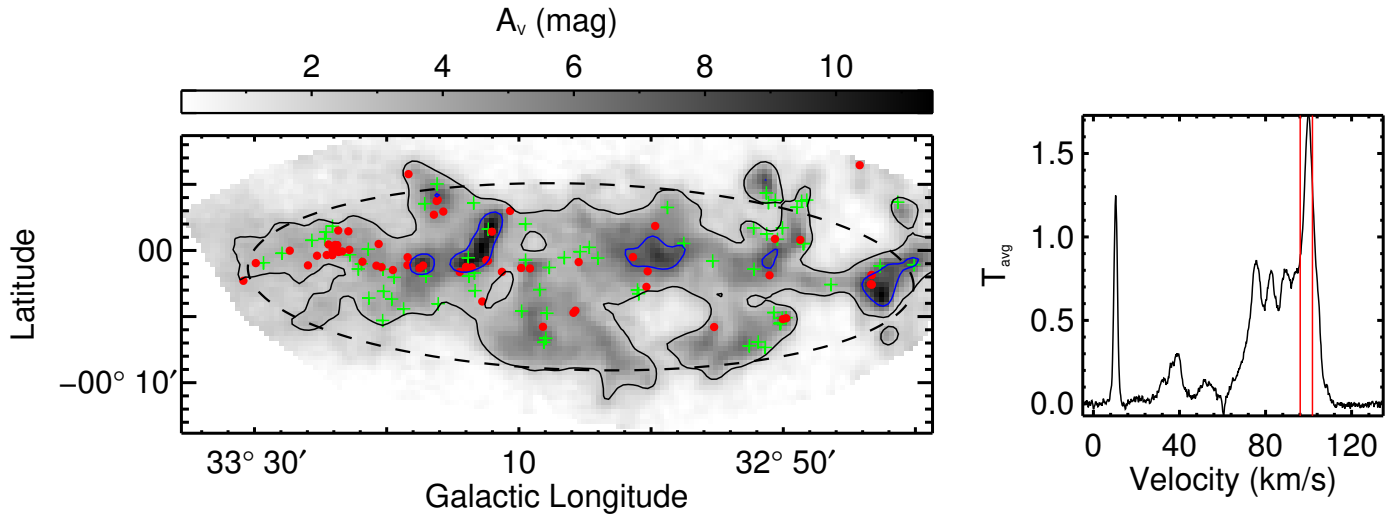 Aᵥ (mag)
2 4 6 8 10
Latitude
00
−00° 10′
33° 30′ 10 32° 50′
Galactic Longitude
T_avg
1.5
1.0
0.5
0.0
0 40 80 120
Velocity (km/s)